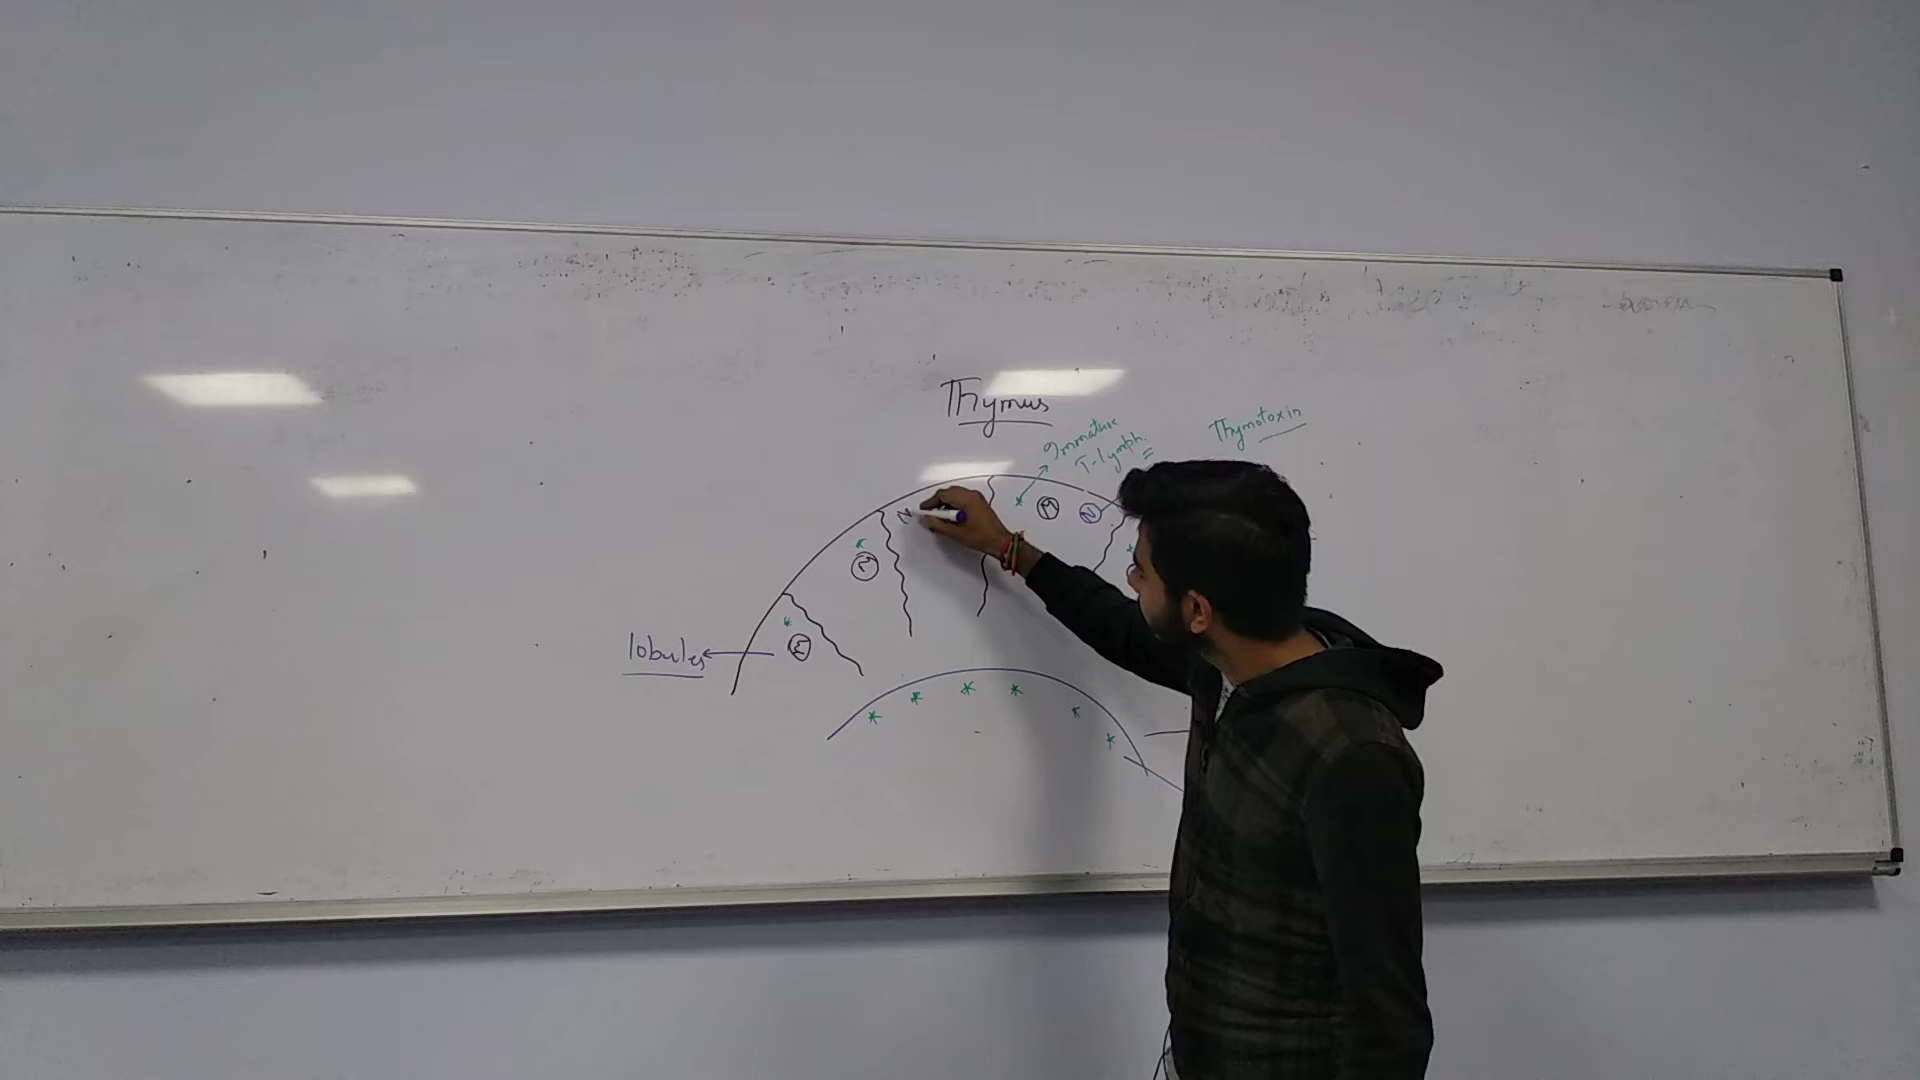 Thymus
Immature
T-lymph.
Thymotoxin
N
M
N
lobules